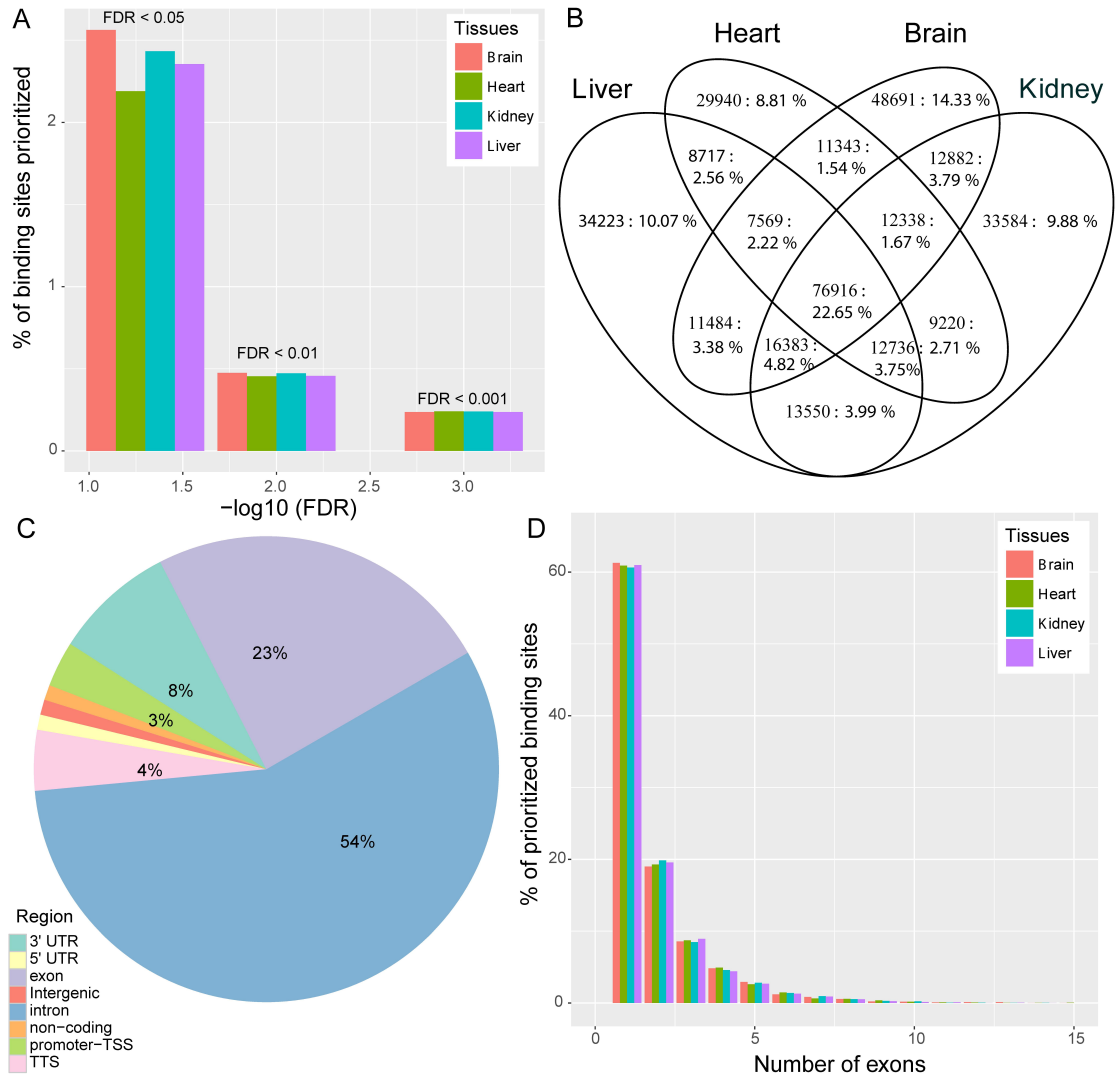 A
FDR < 0.05
FDR < 0.01
FDR < 0.001
Tissues
Brain
Heart
Kidney
Liver
% of binding sites prioritized
2
1
0
1.0
1.5
2.0
2.5
3.0
−log10 (FDR)
B
Heart
Brain
Liver
Kidney
29940 : 8.81 %
48691 : 14.33 %
8717 :
2.56 %
11343 :
1.54 %
12882 :
3.79 %
34223 : 10.07 %
7569 :
2.22 %
12338 :
1.67 %
33584 : 9.88 %
76916 :
22.65 %
11484 :
3.38 %
16383 :
4.82 %
12736 :
3.75%
9220 :
2.71 %
13550 : 3.99 %
C
23%
8%
3%
4%
54%
Region
3' UTR
5' UTR
exon
Intergenic
intron
non−coding
promoter−TSS
TTS
D
Tissues
Brain
Heart
Kidney
Liver
% of prioritized binding sites
60
40
20
0
0
5
10
15
Number of exons